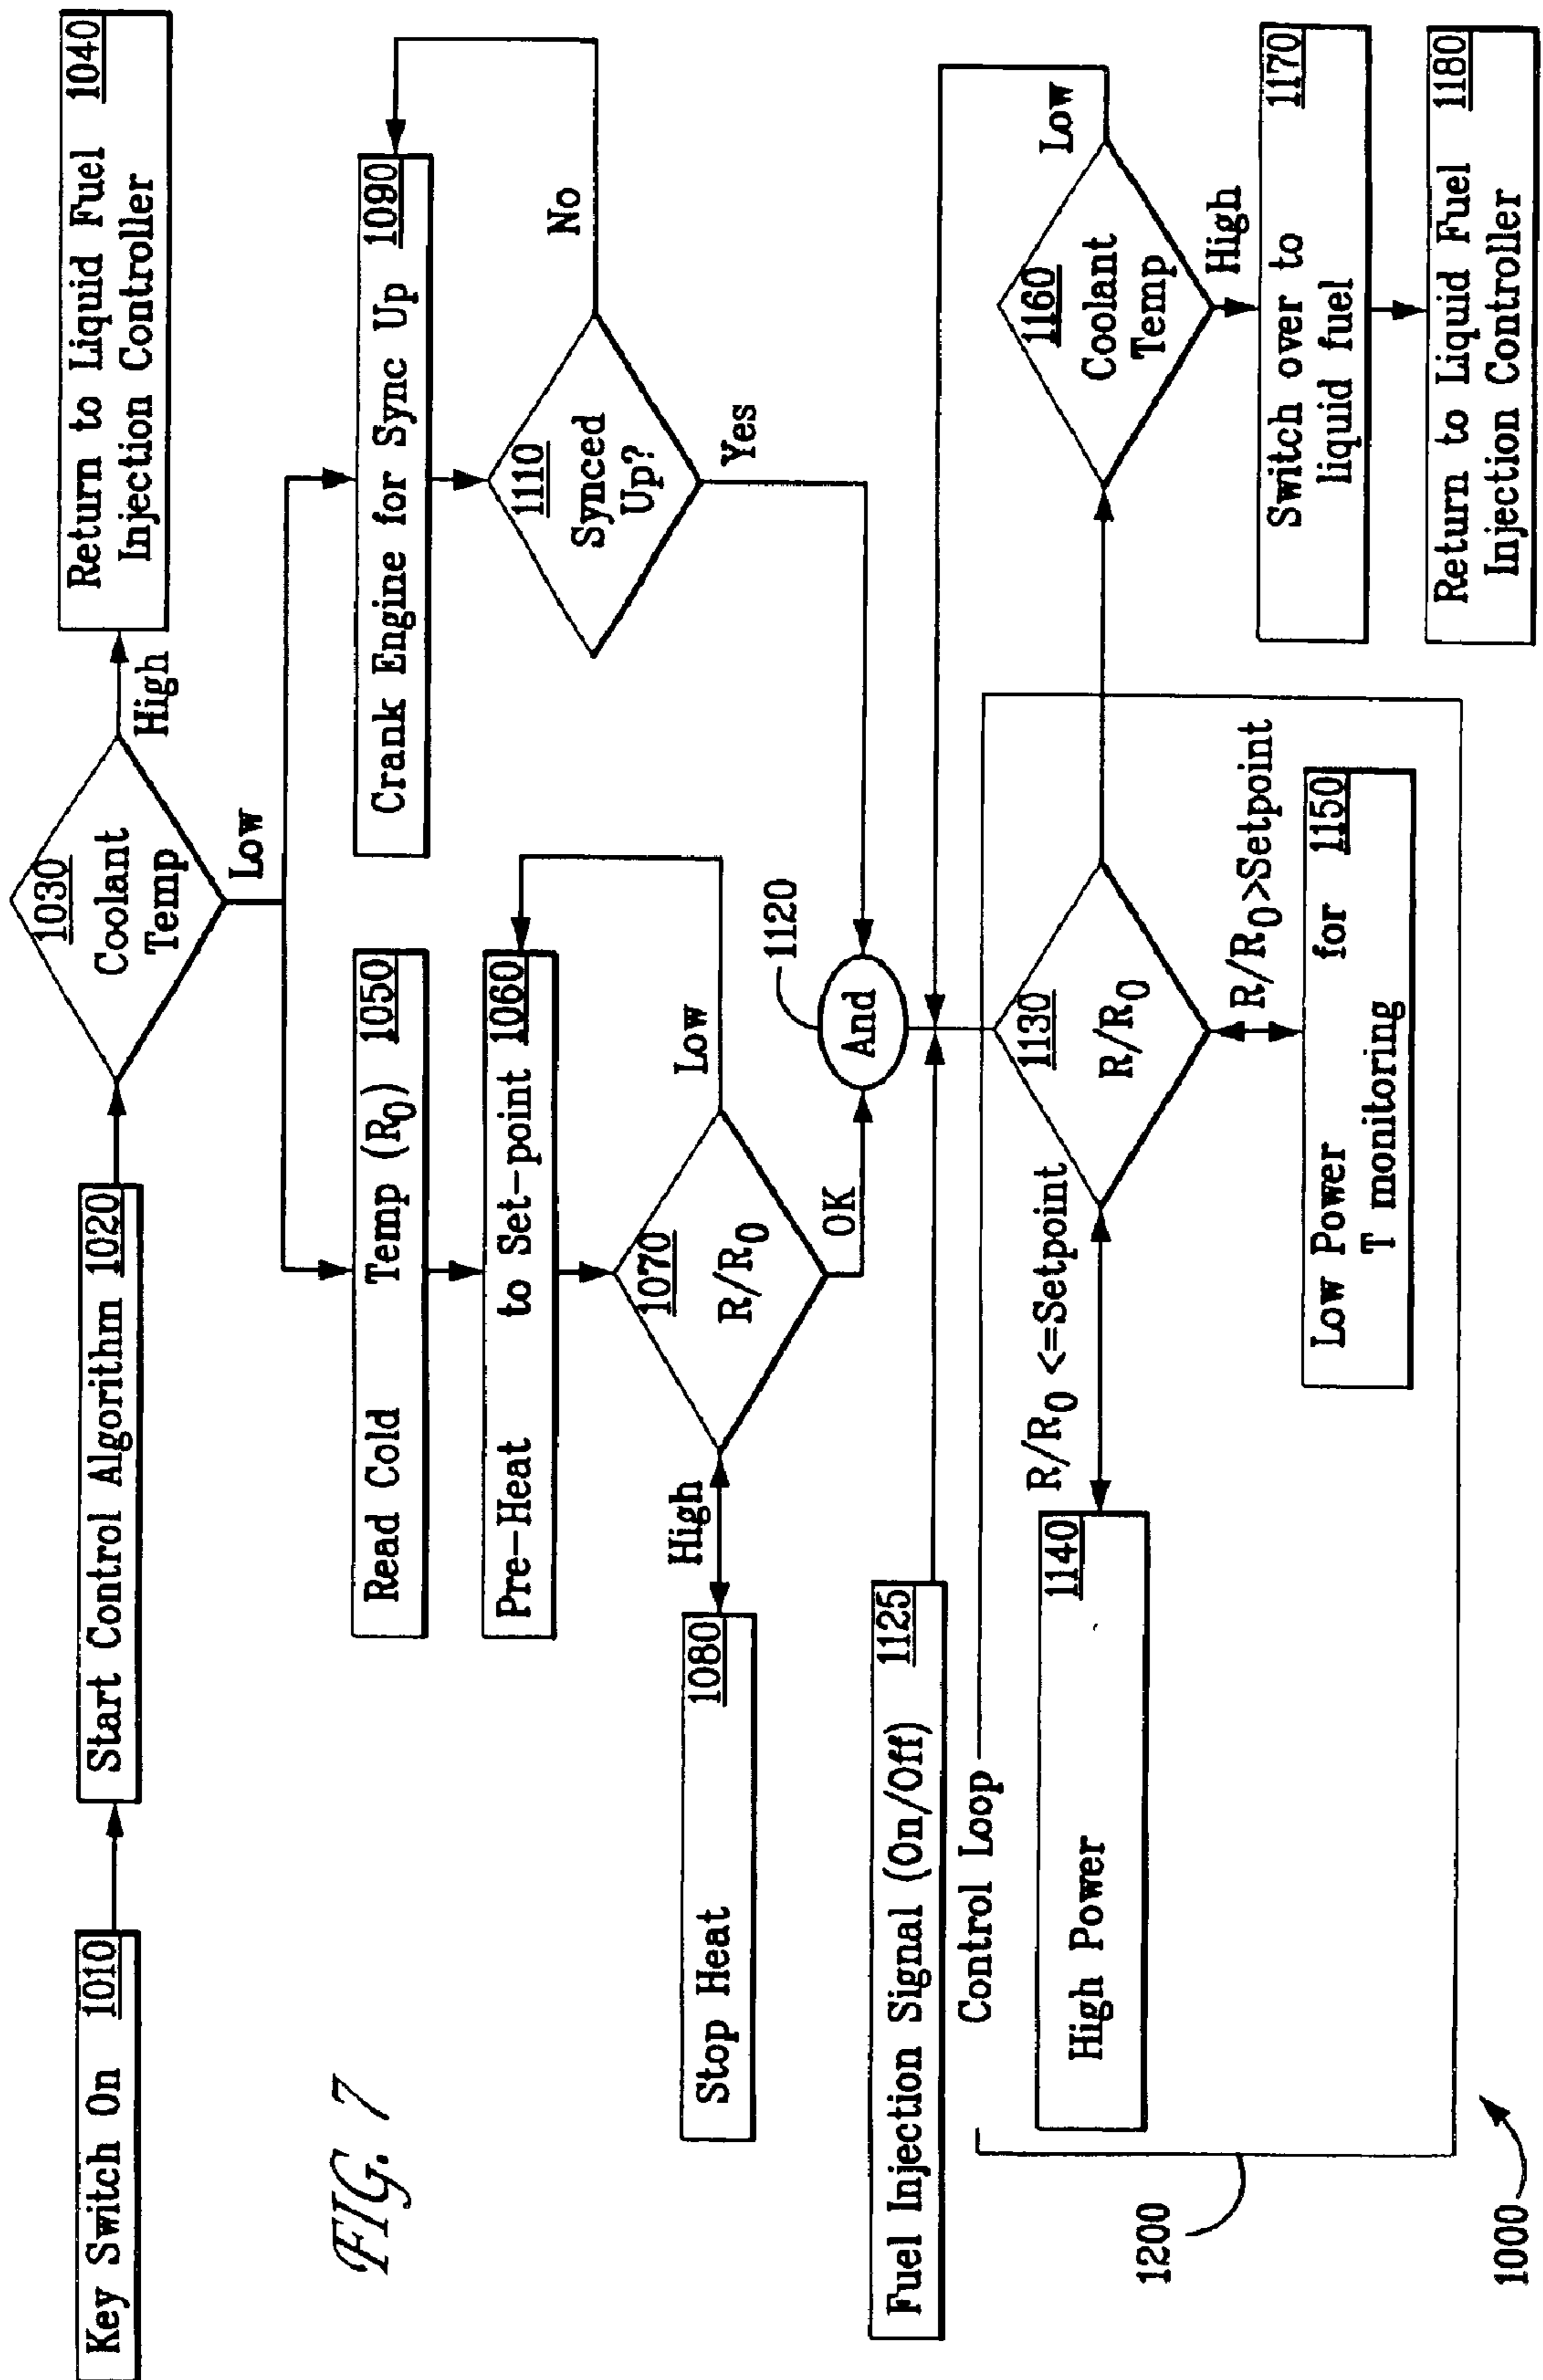 Key Switch On 1010
Start Control Algorithm 1020
1030
Coolant
Temp
High
Return to Liquid Fuel 1040
Injection Controller
Low
Read Cold Temp (R0) 1050
Crank Engine for Sync Up 1090
Pre-Heat to Set-point 1060
1110
Synced
Up?
No
Yes
1070
R/R0
Low
High
OK
Stop Heat 1080
1120
And
Fuel Injection Signal (On/Off) 1125
Control Loop
1130
R/R0
R/R0 <=Setpoint
R/R0>Setpoint
High Power 1140
Low Power for 1150
T monitoring
1160
Coolant
Temp
Low
High
Switch over to 1170
liquid fuel
Return to Liquid Fuel 1180
Injection Controller
1200
1000
FIG. 7